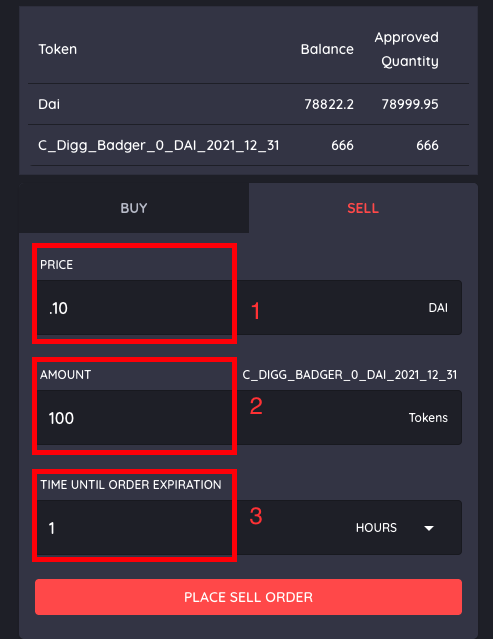 Token Balance Approved Quantity
Dai 78822.2 78999.95
C_Digg_Badger_0_DAI_2021_12_31 666 666
BUY SELL
PRICE
.10 1 DAI
AMOUNT C_DIGG_BADGER_0_DAI_2021_12_31
100 2 Tokens
TIME UNTIL ORDER EXPIRATION
1 3 HOURS
PLACE SELL ORDER